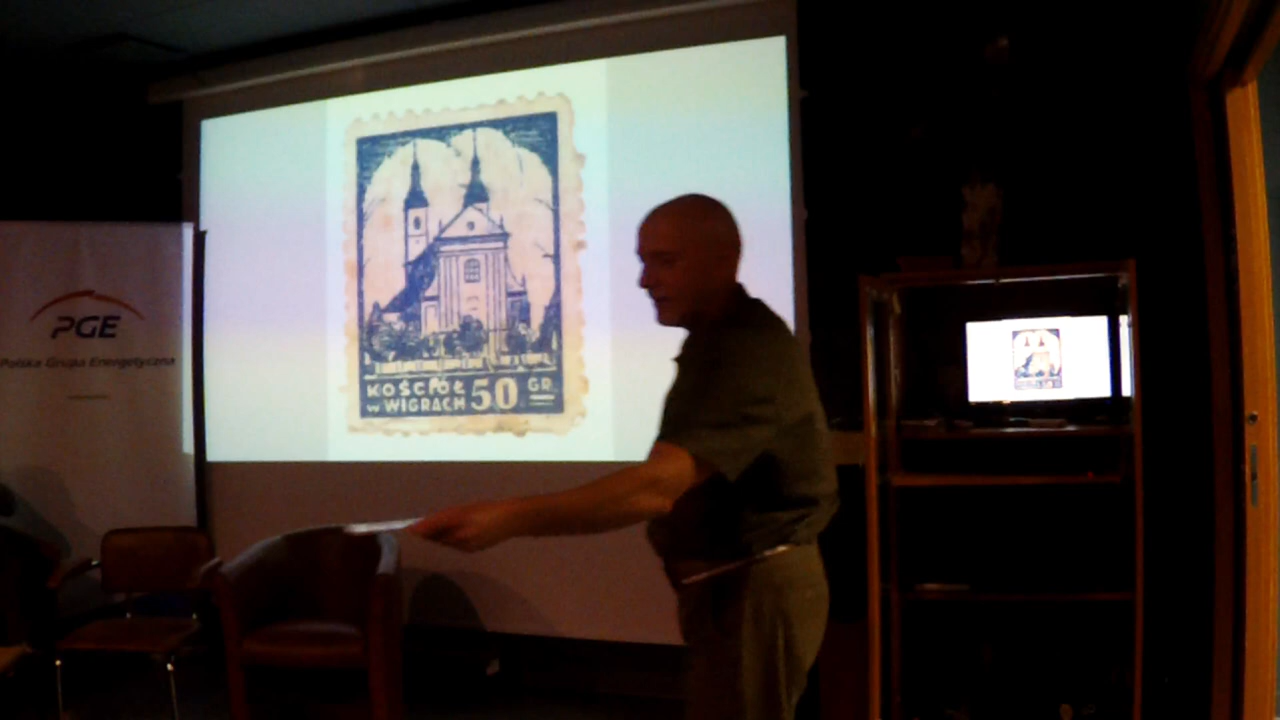 PGE
Polska Grupa Energetyczna
KOŚCIÓŁ
w WIGRACH
50
GR.